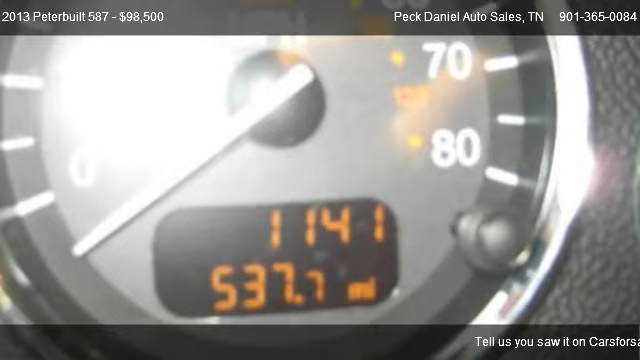 2013 Peterbuilt 587 - $98,500
Peck Daniel Auto Sales, TN 901-365-0084
70
80
0
1141
537.7 mi
Tell us you saw it on Carsforsa